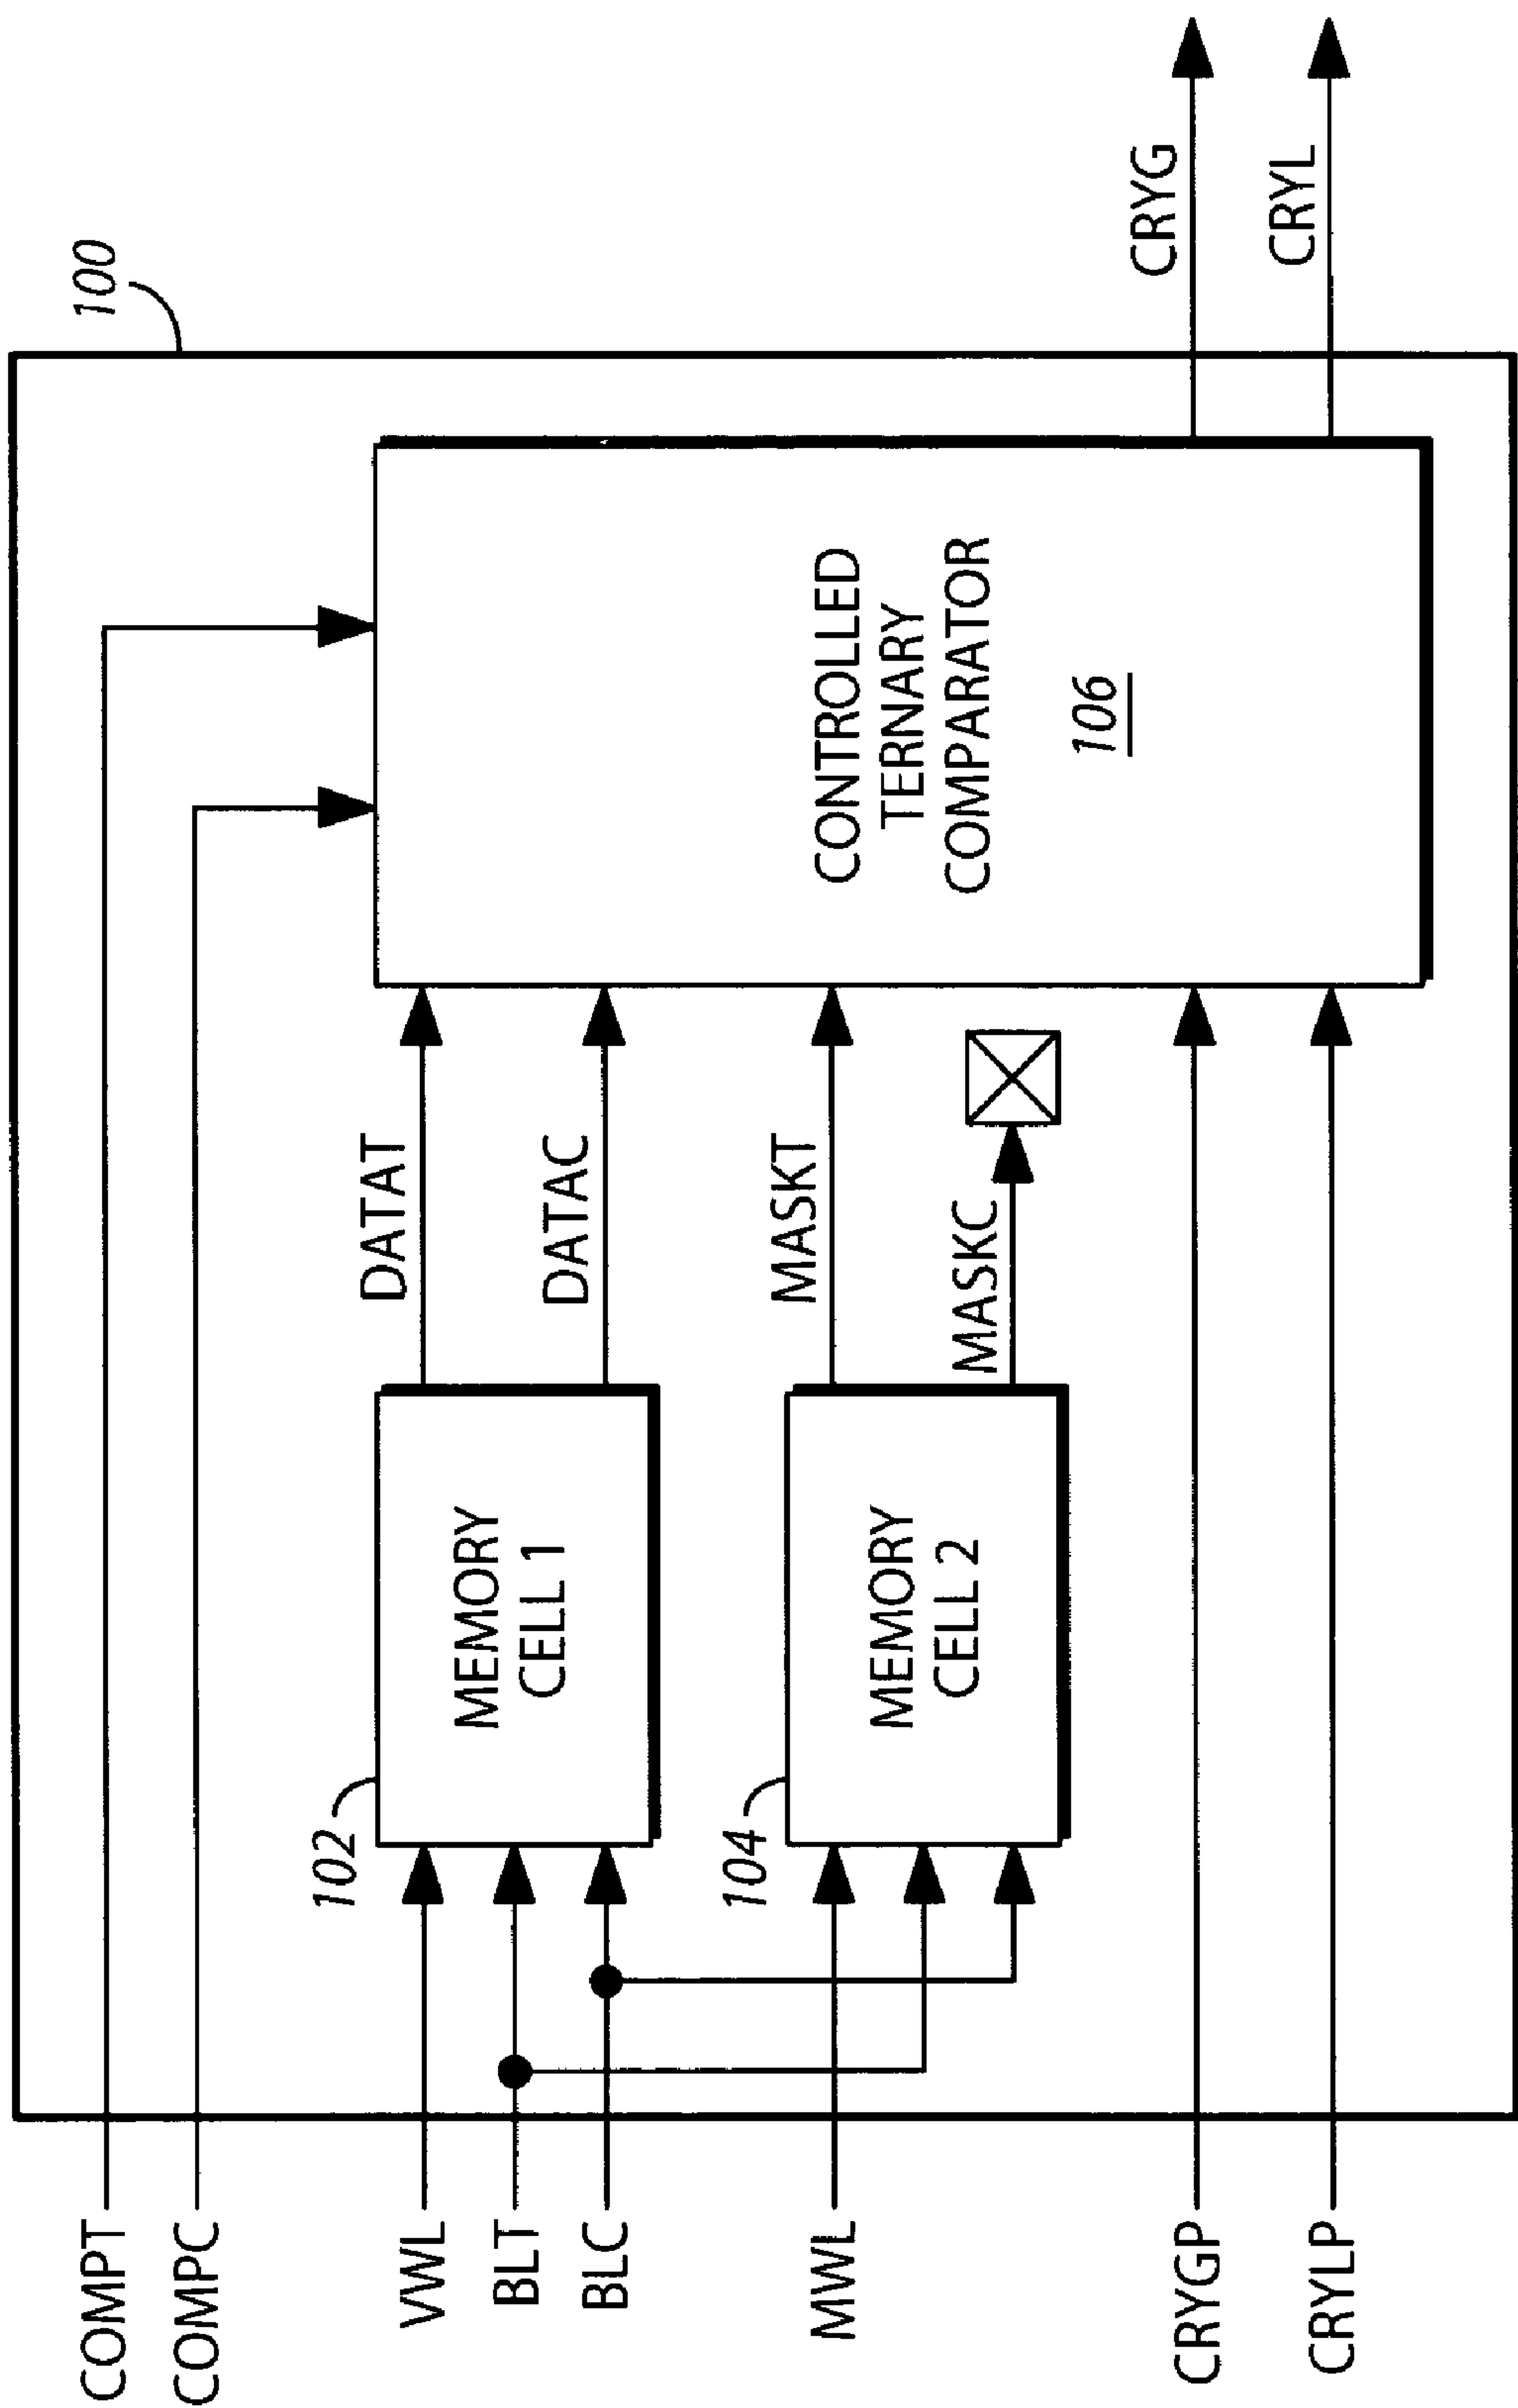 100
COMPT
COMPC
VWL
BLT
BLC
MWL
CRYGP
CRYLP
102
MEMORY
CELL 1
104
MEMORY
CELL 2
DATAT
DATAC
MASKT
MASKC
CONTROLLED
TERNARY
COMPARATOR
106
CRYG
CRYL